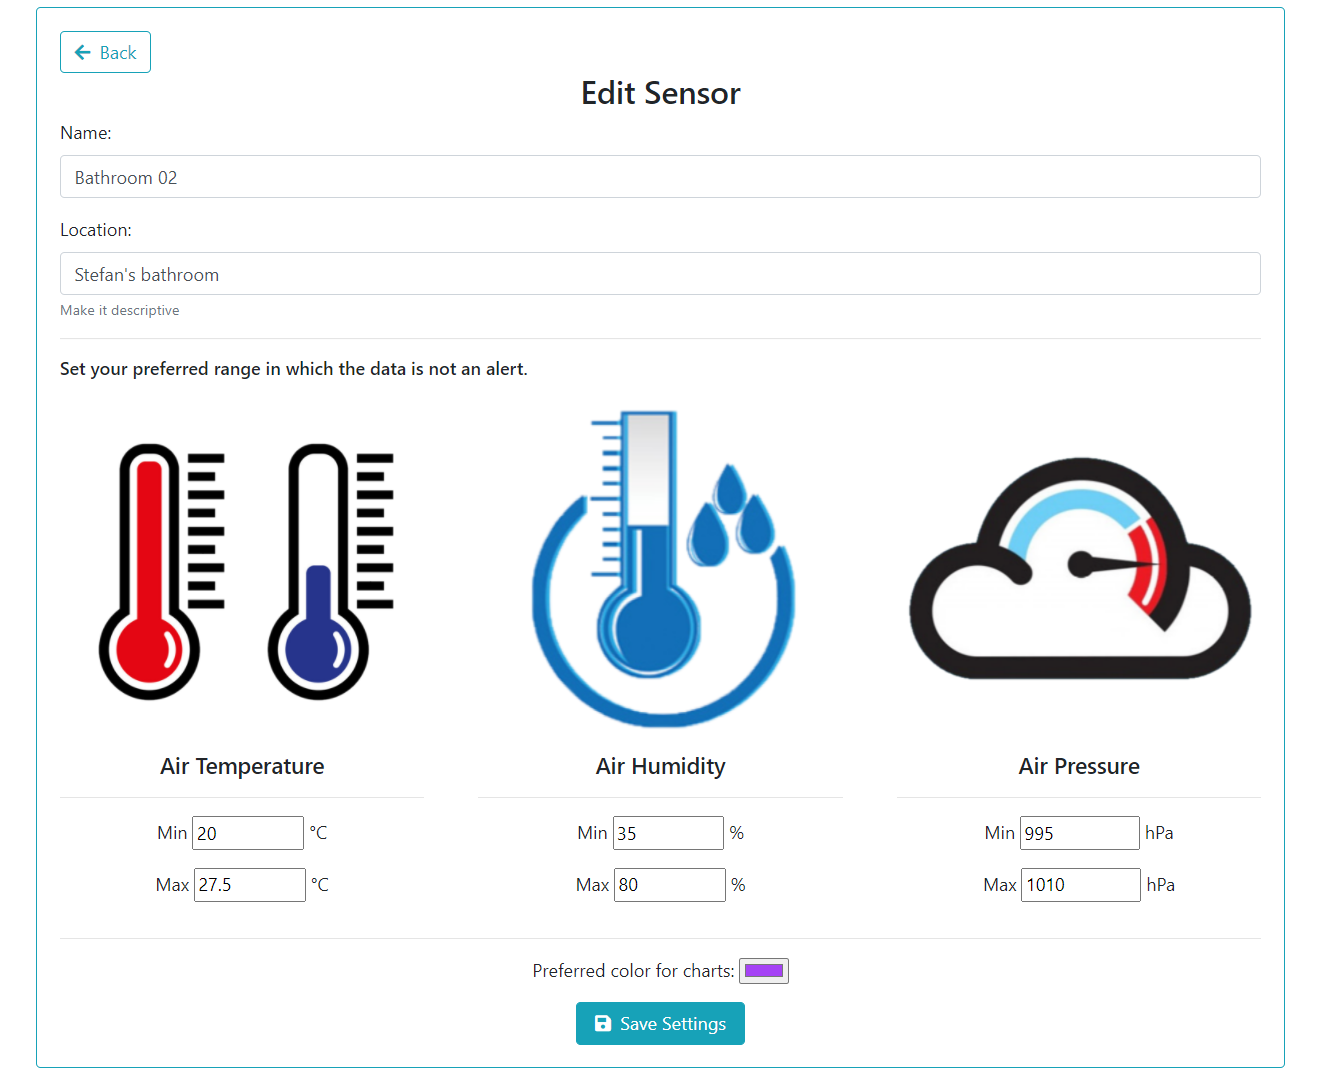 Back
Edit Sensor
Name:
Bathroom 02
Location:
Stefan's bathroom
Make it descriptive
Set your preferred range in which the data is not an alert.
Air Temperature
Min 20 °C
Max 27.5 °C
Air Humidity
Min 35 %
Max 80 %
Air Pressure
Min 995 hPa
Max 1010 hPa
Preferred color for charts:
Save Settings